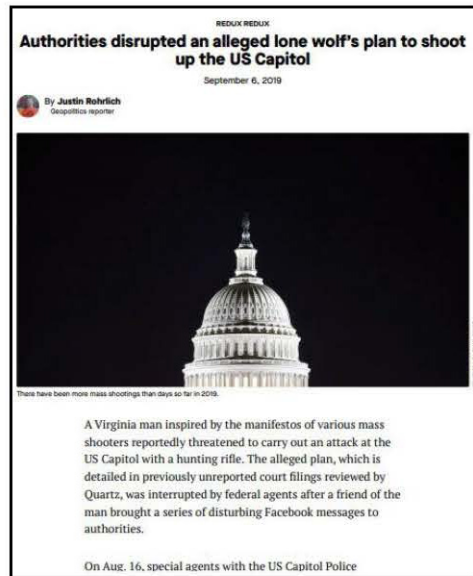 REDUX REDUX
Authorities disrupted an alleged lone wolf's plan to shoot
up the US Capitol
September 6, 2019
By Justin Rohrlich
Geopolitics reporter
There have been more mass shootings than days so far in 2019.
A Virginia man inspired by the manifestos of various mass
shooters reportedly threatened to carry out an attack at the
US Capitol with a hunting rifle. The alleged plan, which is
detailed in previously unreported court filings reviewed by
Quartz, was interrupted by federal agents after a friend of the
man brought a series of disturbing Facebook messages to
authorities.
On Aug. 16, special agents with the US Capitol Police